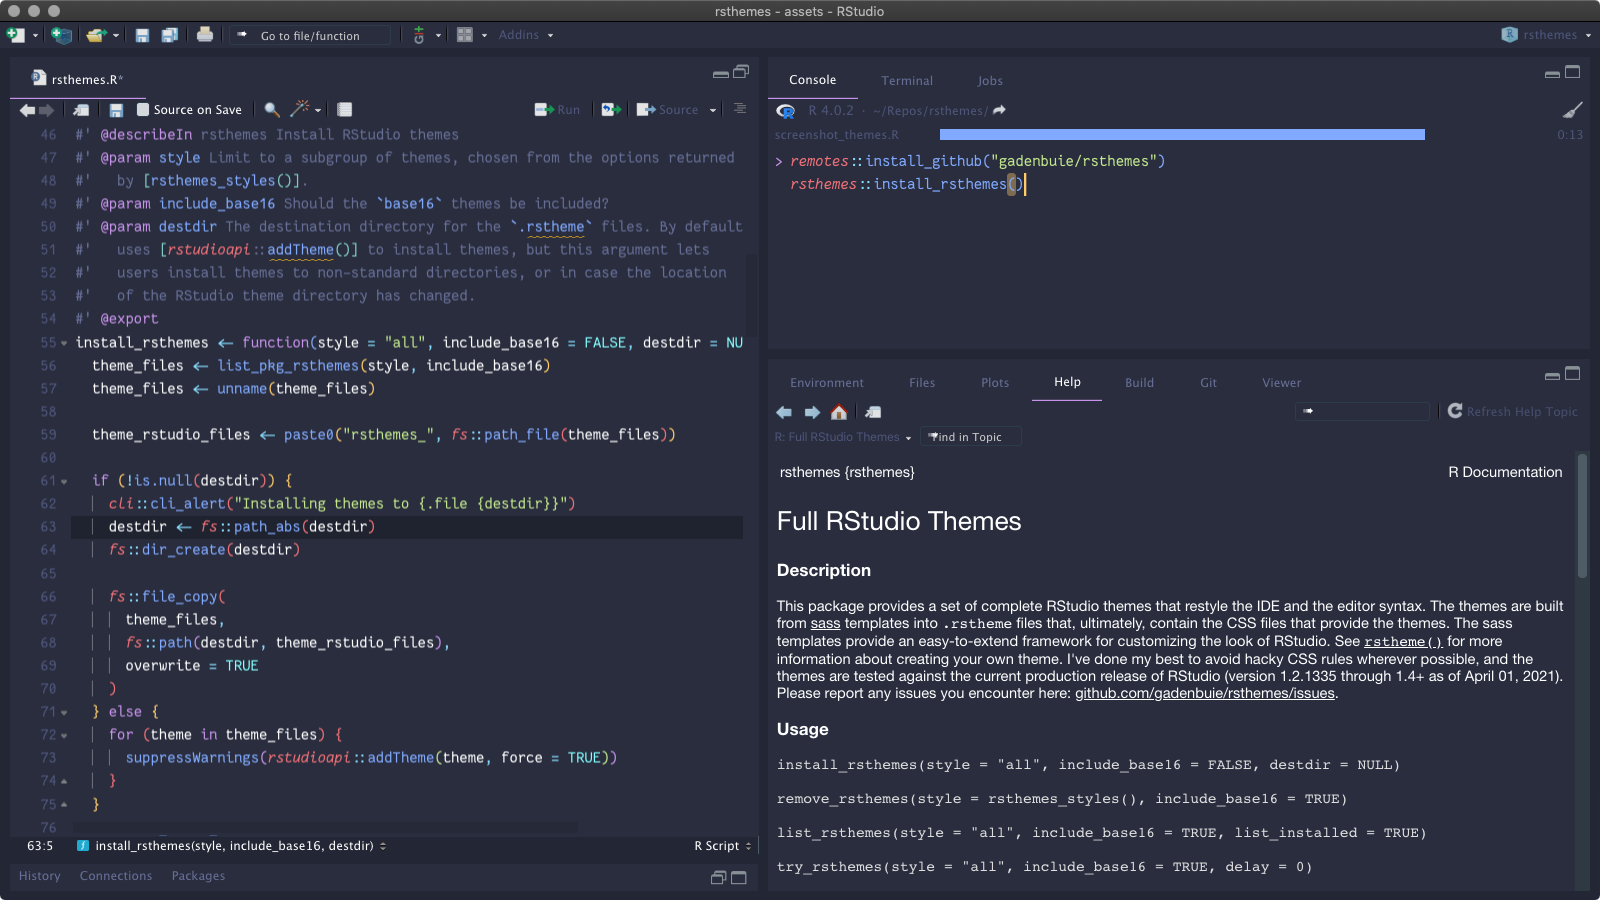 rsthemes - assets - RStudio
Go to file/function
Addins
rsthemes
rsthemes.R*
Source on Save
Run
Source
46 #' @describeIn rsthemes Install RStudio themes
47 #' @param style Limit to a subgroup of themes, chosen from the options returned
48 #'   by [rsthemes_styles()].
49 #' @param include_base16 Should the `base16` themes be included?
50 #' @param destdir The destination directory for the `.rstheme` files. By default
51 #'   uses [rstudioapi::addTheme()] to install themes, but this argument lets
52 #'   users install themes to non-standard directories, or in case the location
53 #'   of the RStudio theme directory has changed.
54 #' @export
55 install_rsthemes <- function(style = "all", include_base16 = FALSE, destdir = NU
56   theme_files <- list_pkg_rsthemes(style, include_base16)
57   theme_files <- unname(theme_files)
58
59   theme_rstudio_files <- paste0("rsthemes_", fs::path_file(theme_files))
60
61   if (!is.null(destdir)) {
62     cli::cli_alert("Installing themes to {.file {destdir}}")
63     destdir <- fs::path_abs(destdir)
64     fs::dir_create(destdir)
65
66     fs::file_copy(
67       theme_files,
68       fs::path(destdir, theme_rstudio_files),
69       overwrite = TRUE
70     )
71   } else {
72     for (theme in theme_files) {
73       suppressWarnings(rstudioapi::addTheme(theme, force = TRUE))
74     }
75   }
76
63:5
install_rsthemes(style, include_base16, destdir)
R Script
History Connections Packages
Console Terminal Jobs
R 4.0.2 · ~/Repos/rsthemes/
screenshot_themes.R
0:13
> remotes::install_github("gadenbuie/rsthemes")
rsthemes::install_rsthemes()
Environment Files Plots Help Build Git Viewer
Refresh Help Topic
R: Full RStudio Themes
Find in Topic
rsthemes {rsthemes}
R Documentation
Full RStudio Themes
Description
This package provides a set of complete RStudio themes that restyle the IDE and the editor syntax. The themes are built
from sass templates into .rstheme files that, ultimately, contain the CSS files that provide the themes. The sass
templates provide an easy-to-extend framework for customizing the look of RStudio. See rstheme() for more
information about creating your own theme. I've done my best to avoid hacky CSS rules wherever possible, and the
themes are tested against the current production release of RStudio (version 1.2.1335 through 1.4+ as of April 01, 2021).
Please report any issues you encounter here: github.com/gadenbuie/rsthemes/issues.
Usage
install_rsthemes(style = "all", include_base16 = FALSE, destdir = NULL)
remove_rsthemes(style = rsthemes_styles(), include_base16 = TRUE)
list_rsthemes(style = "all", include_base16 = TRUE, list_installed = TRUE)
try_rsthemes(style = "all", include_base16 = TRUE, delay = 0)